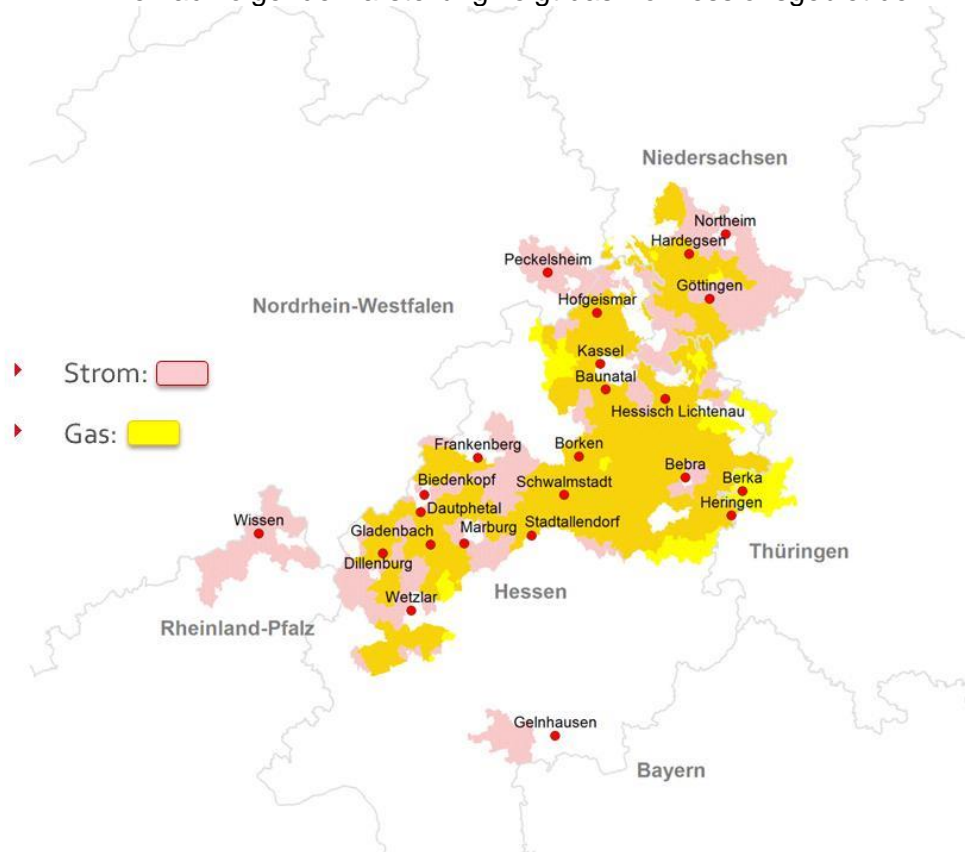 Niedersachsen
Northeim
Hardegsen
Peckelsheim
Göttingen
Nordrhein-Westfalen
Hofgeismar
Kassel
Strom:
Baunatal
Hessisch Lichtenau
Gas:
Frankenberg
Borken
Bebra
Biedenkopf
Schwalmstadt
Berka
Dautphetal
Heringen
Wissen
Gladenbach
Marburg
Stadtallendorf
Dillenburg
Thüringen
Wetzlar
Hessen
Rheinland-Pfalz
Gelnhausen
Bayern